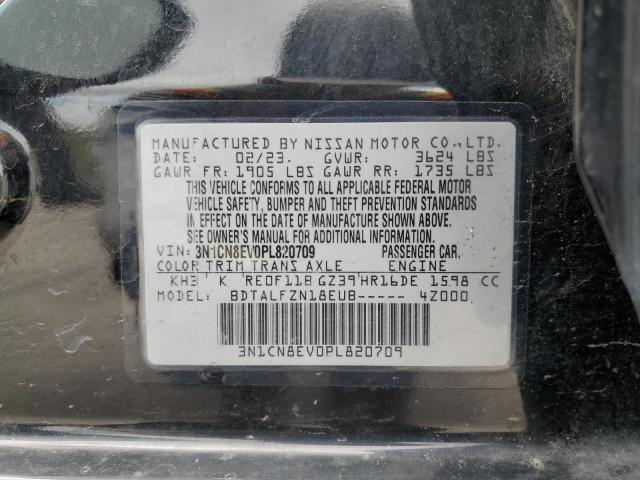 MANUFACTURED BY NISSAN MOTOR CO.,LTD.
DATE: 02/23. GVWR: 3624 LBS
GAWR FR: 1905 LBS GAWR RR: 1735 LBS
THIS VEHICLE CONFORMS TO ALL APPLICABLE FEDERAL MOTOR
VEHICLE SAFETY, BUMPER AND THEFT PREVENTION STANDARDS
IN EFFECT ON THE DATE OF MANUFACTURE SHOWN ABOVE.
SEE OWNER'S MANUAL FOR ADDITIONAL INFORMATION.
VIN: 3N1CN8EV0PL820709 PASSENGER CAR.
COLOR TRIM TRANS AXLE ENGINE
KH3 K RE0F11B GZ39 HR16DE 1598 CC
MODEL: BDTALFZN18EUB----- 4Z000
3N1CN8EV0PL820709